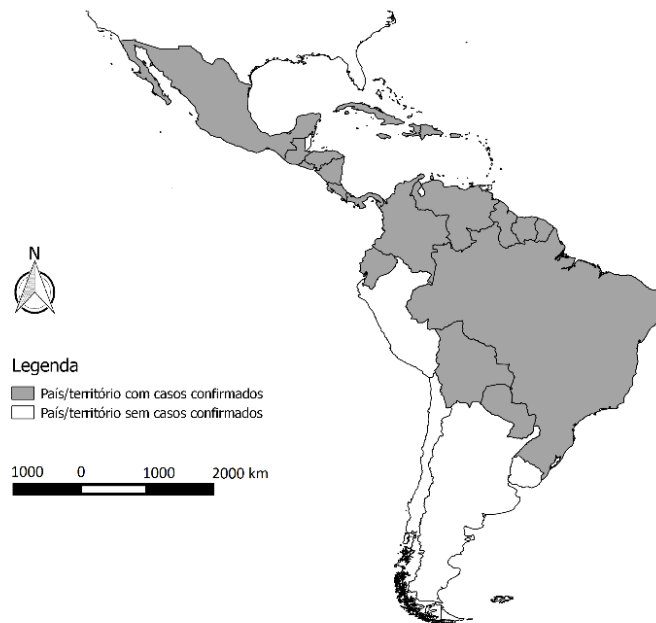 N
Legenda
País/território com casos confirmados
País/território sem casos confirmados
1000 0 1000 2000 km